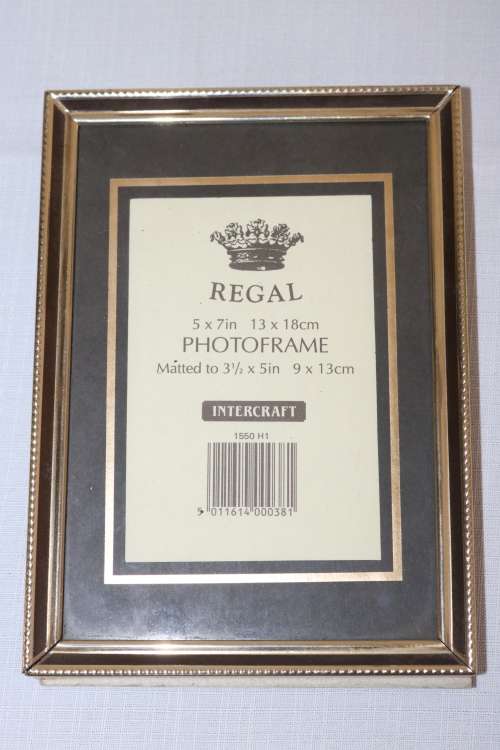 REGAL
5 x 7in 13 x 18cm
PHOTOFRAME
Matted to 3½ x 5in 9 x 13cm
INTERCRAFT
1550 H1
5 011614 000381